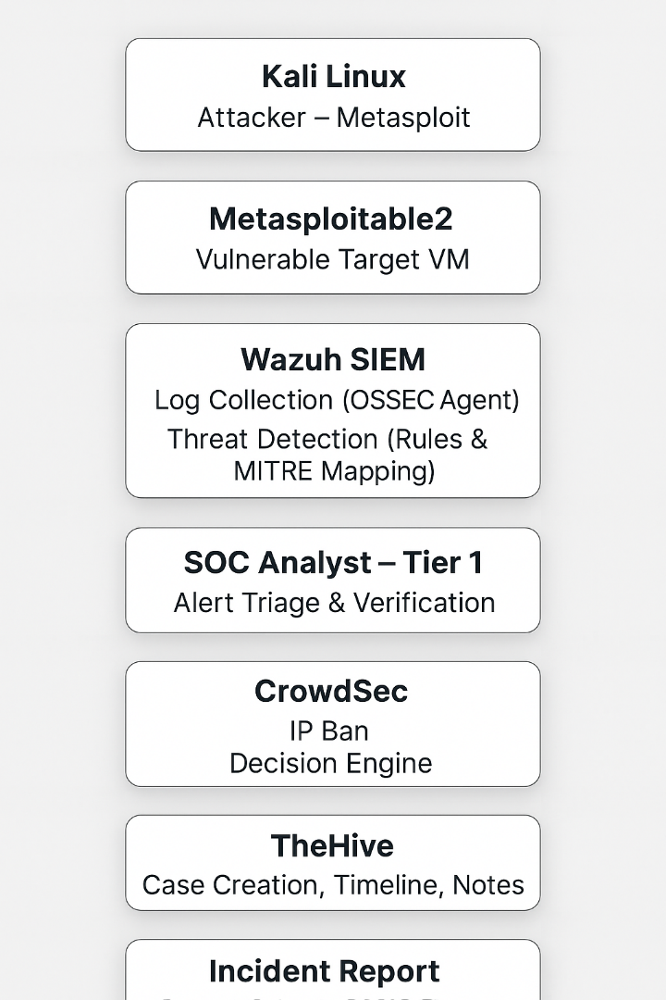 Kali Linux
Attacker – Metasploit
Metasploitable2
Vulnerable Target VM
Wazuh SIEM
Log Collection (OSSEC Agent)
Threat Detection (Rules &
MITRE Mapping)
SOC Analyst – Tier 1
Alert Triage & Verification
CrowdSec
IP Ban
Decision Engine
TheHive
Case Creation, Timeline, Notes
Incident Report